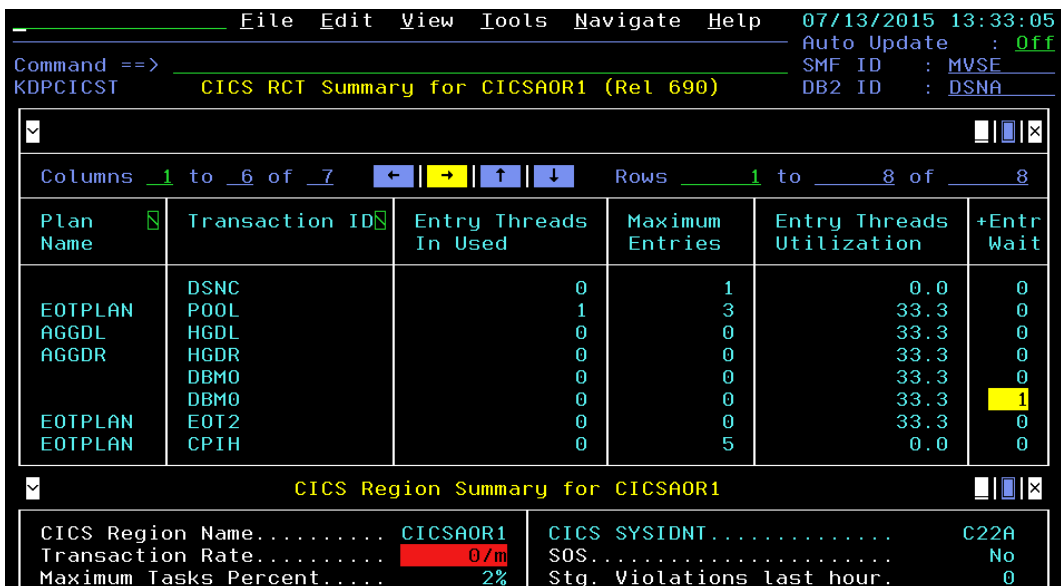 File Edit View Tools Navigate Help 07/13/2015 13:33:05
Auto Update : Off
Command ==> SMF ID : MVSE
KDPCICST CICS RCT Summary for CICSAOR1 (Rel 690) DB2 ID : DSNA
Columns 1 to 6 of 7 ← → ↑ ↓ Rows 1 to 8 of 8
Plan Transaction ID Entry Threads Maximum Entry Threads +Entr
Name In Used Entries Utilization Wait
DSNC 0 1 0.0 0
EOTPLAN POOL 1 3 33.3 0
AGGDL HGDL 0 0 33.3 0
AGGDR HGDR 0 0 33.3 0
DBMO 0 0 33.3 0
DBM0 0 0 33.3 1
EOTPLAN EOT2 0 0 33.3 0
EOTPLAN CPIH 0 5 0.0 0
CICS Region Summary for CICSAOR1
CICS Region Name.......... CICSAOR1 CICS SYSIDNT............... C22A
Transaction Rate.......... 0/m SOS........................ No
Maximum Tasks Percent..... 2% Stg. Violations last hour. 0